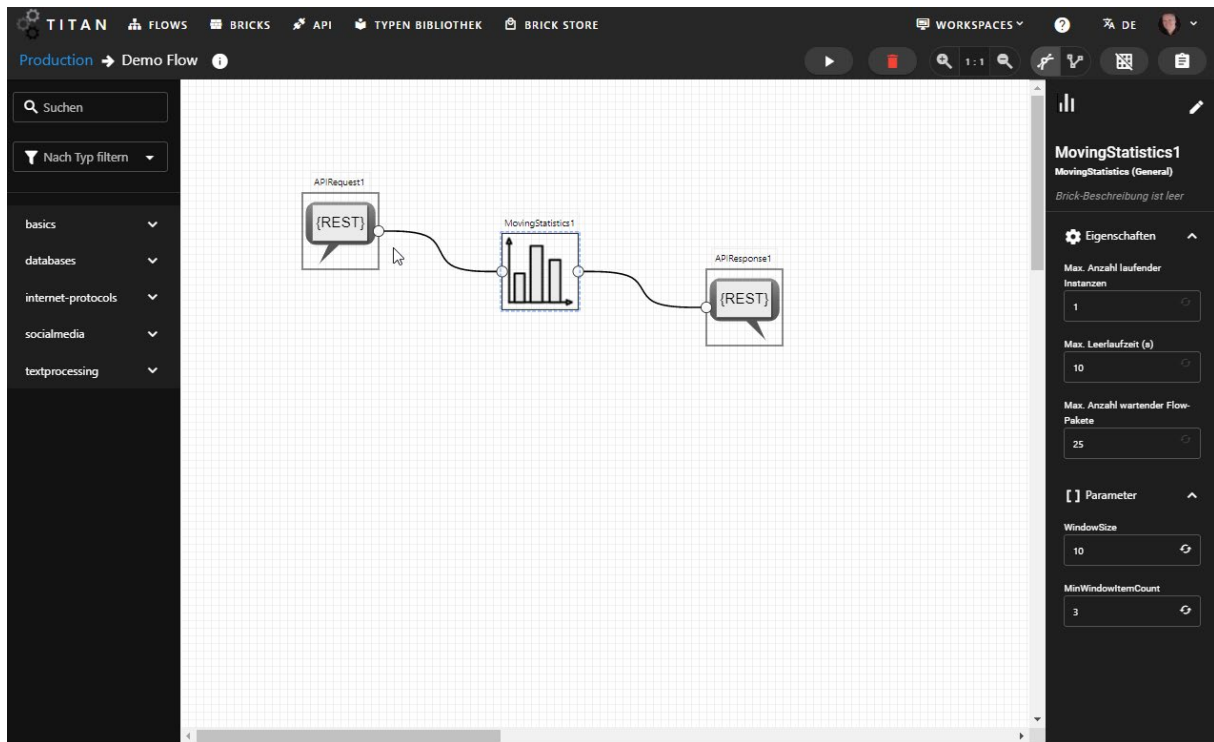 TITAN FLOWS BRICKS API TYPEN BIBLIOTHEK BRICK STORE WORKSPACES ? DE
Production → Demo Flow i 1:1
Suchen
Nach Typ filtern
basics
databases
internet-protocols
socialmedia
textprocessing
APIRequest1
{REST}
MovingStatistics1
APIResponse1
{REST}
MovingStatistics1
MovingStatistics (General)
Brick-Beschreibung ist leer
Eigenschaften
Max. Anzahl laufender
Instanzen
1
Max. Leerlaufzeit (s)
10
Max. Anzahl wartender Flow-
Pakete
25
[ ] Parameter
WindowSize
10
MinWindowItemCount
3